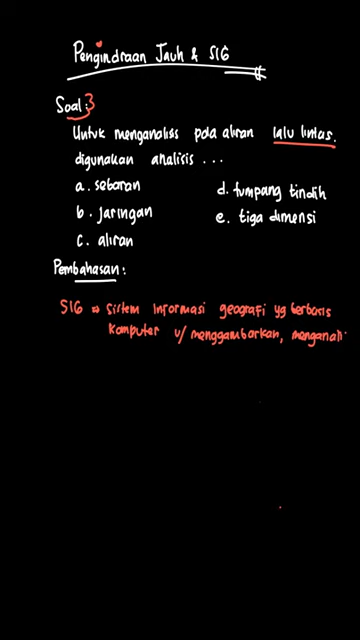 Pengindraan Jauh & SIG
Soal:3
Untuk menganalisis pola aliran lalu lintas.
digunakan analisis ...
a. sebaran
b. jaringan
c. aliran
d. tumpang tindih
e. tiga dimensi
Pembahasan:
SIG ⇒ Sistem Informasi geografi yg berbasis
komputer u/ menggambarkan, menganali